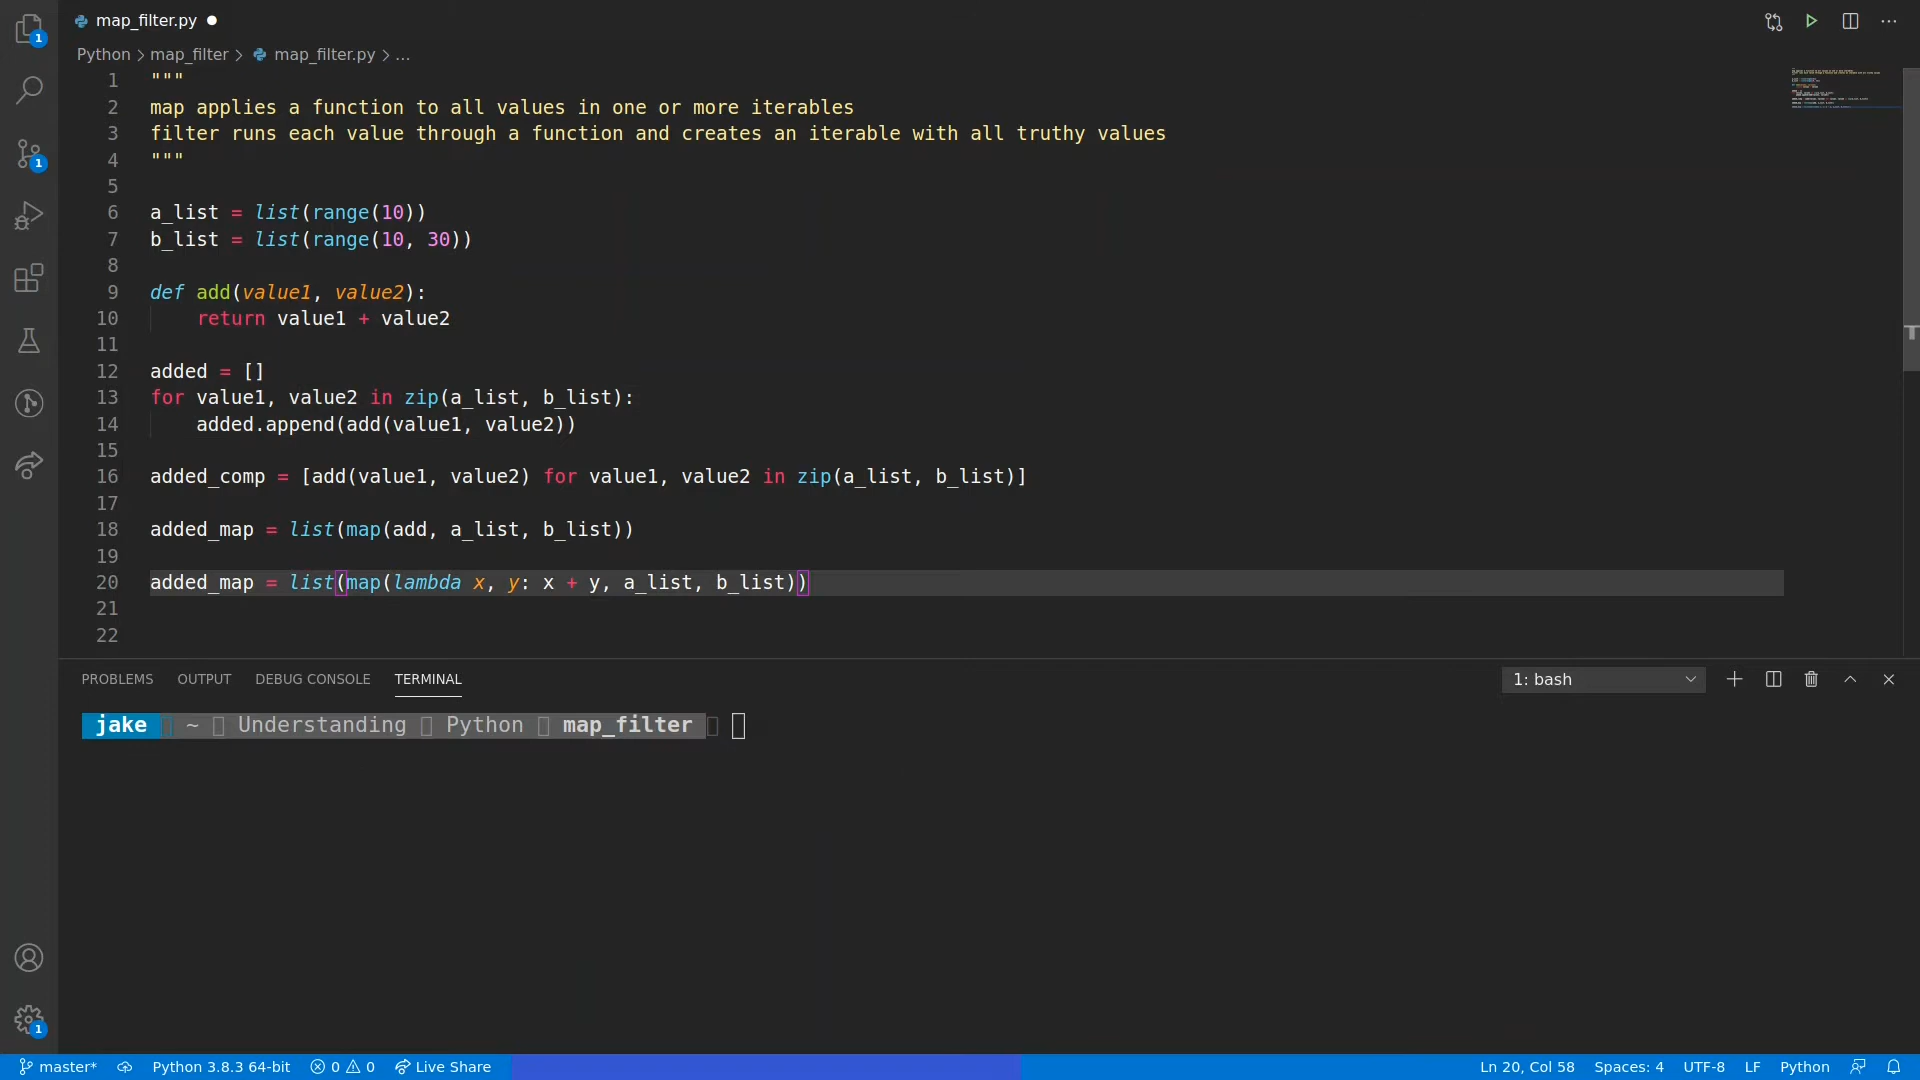 map_filter.py
Python > map_filter > map_filter.py > ...
1 """
2 map applies a function to all values in one or more iterables
3 filter runs each value through a function and creates an iterable with all truthy values
4 """
5
6 a_list = list(range(10))
7 b_list = list(range(10, 30))
8
9 def add(value1, value2):
10     return value1 + value2
11
12 added = []
13 for value1, value2 in zip(a_list, b_list):
14     added.append(add(value1, value2))
15
16 added_comp = [add(value1, value2) for value1, value2 in zip(a_list, b_list)]
17
18 added_map = list(map(add, a_list, b_list))
19
20 added_map = list(map(lambda x, y: x + y, a_list, b_list))
21
22
PROBLEMS OUTPUT DEBUG CONSOLE TERMINAL 1: bash
jake ~ Understanding Python map_filter
1
1
1
master* Python 3.8.3 64-bit 0 0 Live Share Ln 20, Col 58 Spaces: 4 UTF-8 LF Python